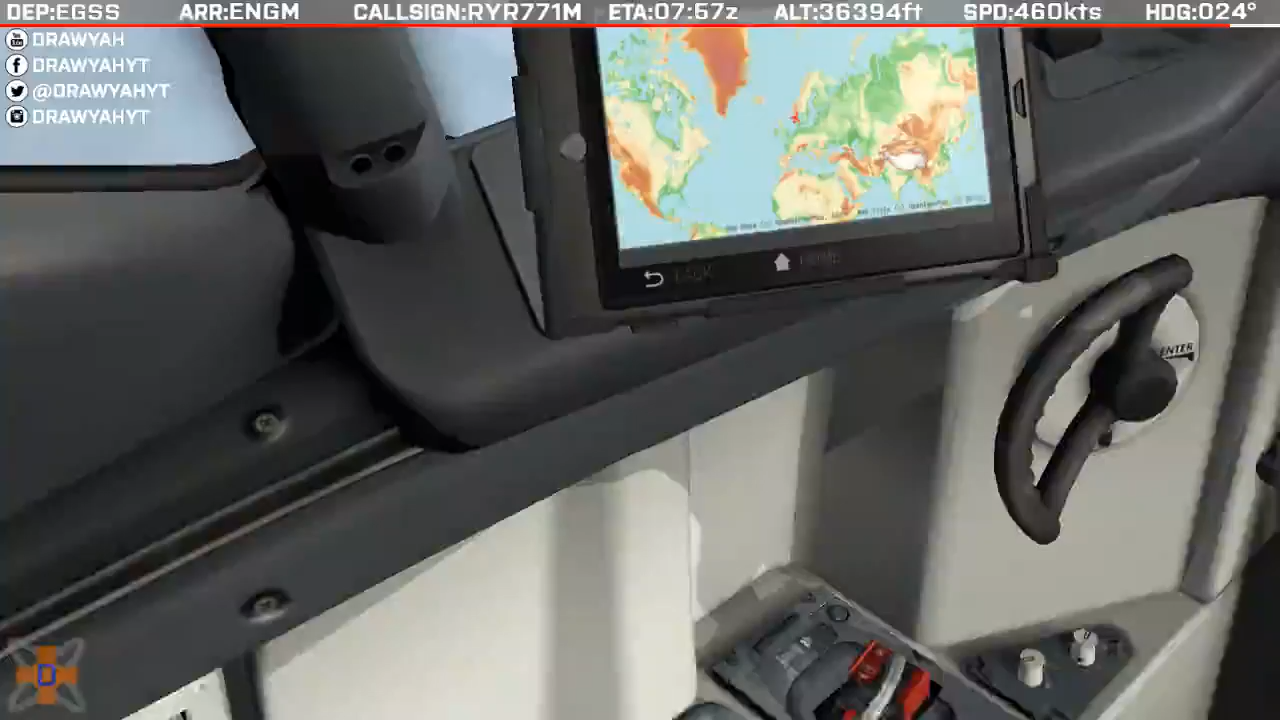 DEP:EGSS ARR:ENGM CALLSIGN:RYR771M ETA:07:57z ALT:36394ft SPD:460kts HDG:024°
DRAWYAH
DRAWYAHYT
@DRAWYAHYT
DRAWYAHYT
D